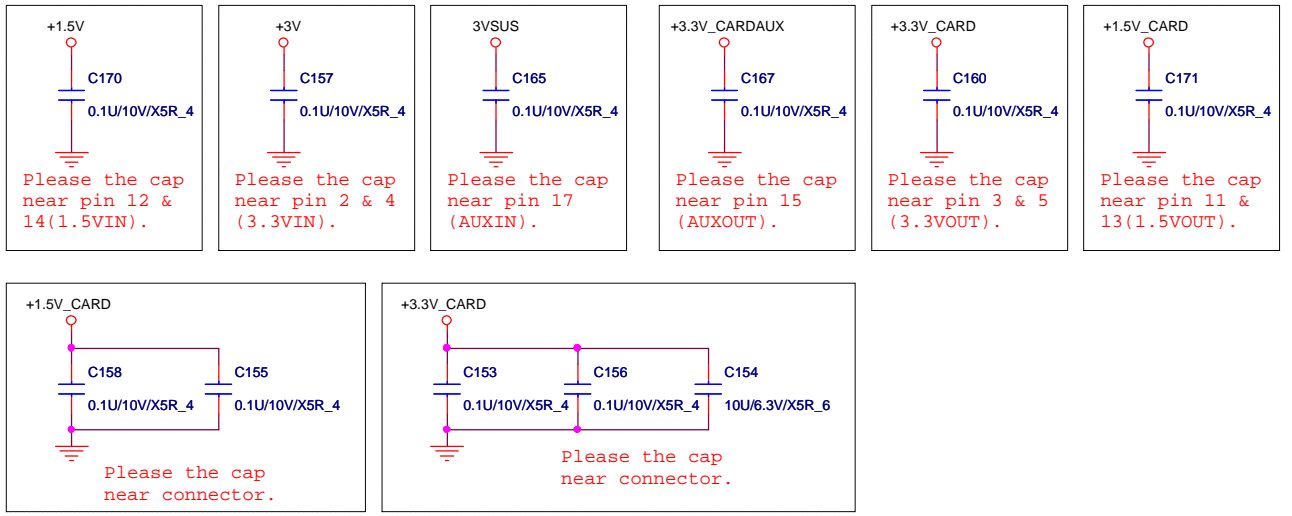 +1.5V
C170
0.1U/10V/X5R_4
Please the cap
near pin 12 &
14(1.5VIN).
+3V
C157
0.1U/10V/X5R_4
Please the cap
near pin 2 & 4
(3.3VIN).
3VSUS
C165
0.1U/10V/X5R_4
Please the cap
near pin 17
(AUXIN).
+3.3V_CARDAUX
C167
0.1U/10V/X5R_4
Please the cap
near pin 15
(AUXOUT).
+3.3V_CARD
C160
0.1U/10V/X5R_4
Please the cap
near pin 3 & 5
(3.3VOUT).
+1.5V_CARD
C171
0.1U/10V/X5R_4
Please the cap
near pin 11 &
13(1.5VOUT).
+1.5V_CARD
C158
0.1U/10V/X5R_4
C155
0.1U/10V/X5R_4
Please the cap
near connector.
+3.3V_CARD
C153
0.1U/10V/X5R_4
C156
0.1U/10V/X5R_4
C154
10U/6.3V/X5R_6
Please the cap
near connector.